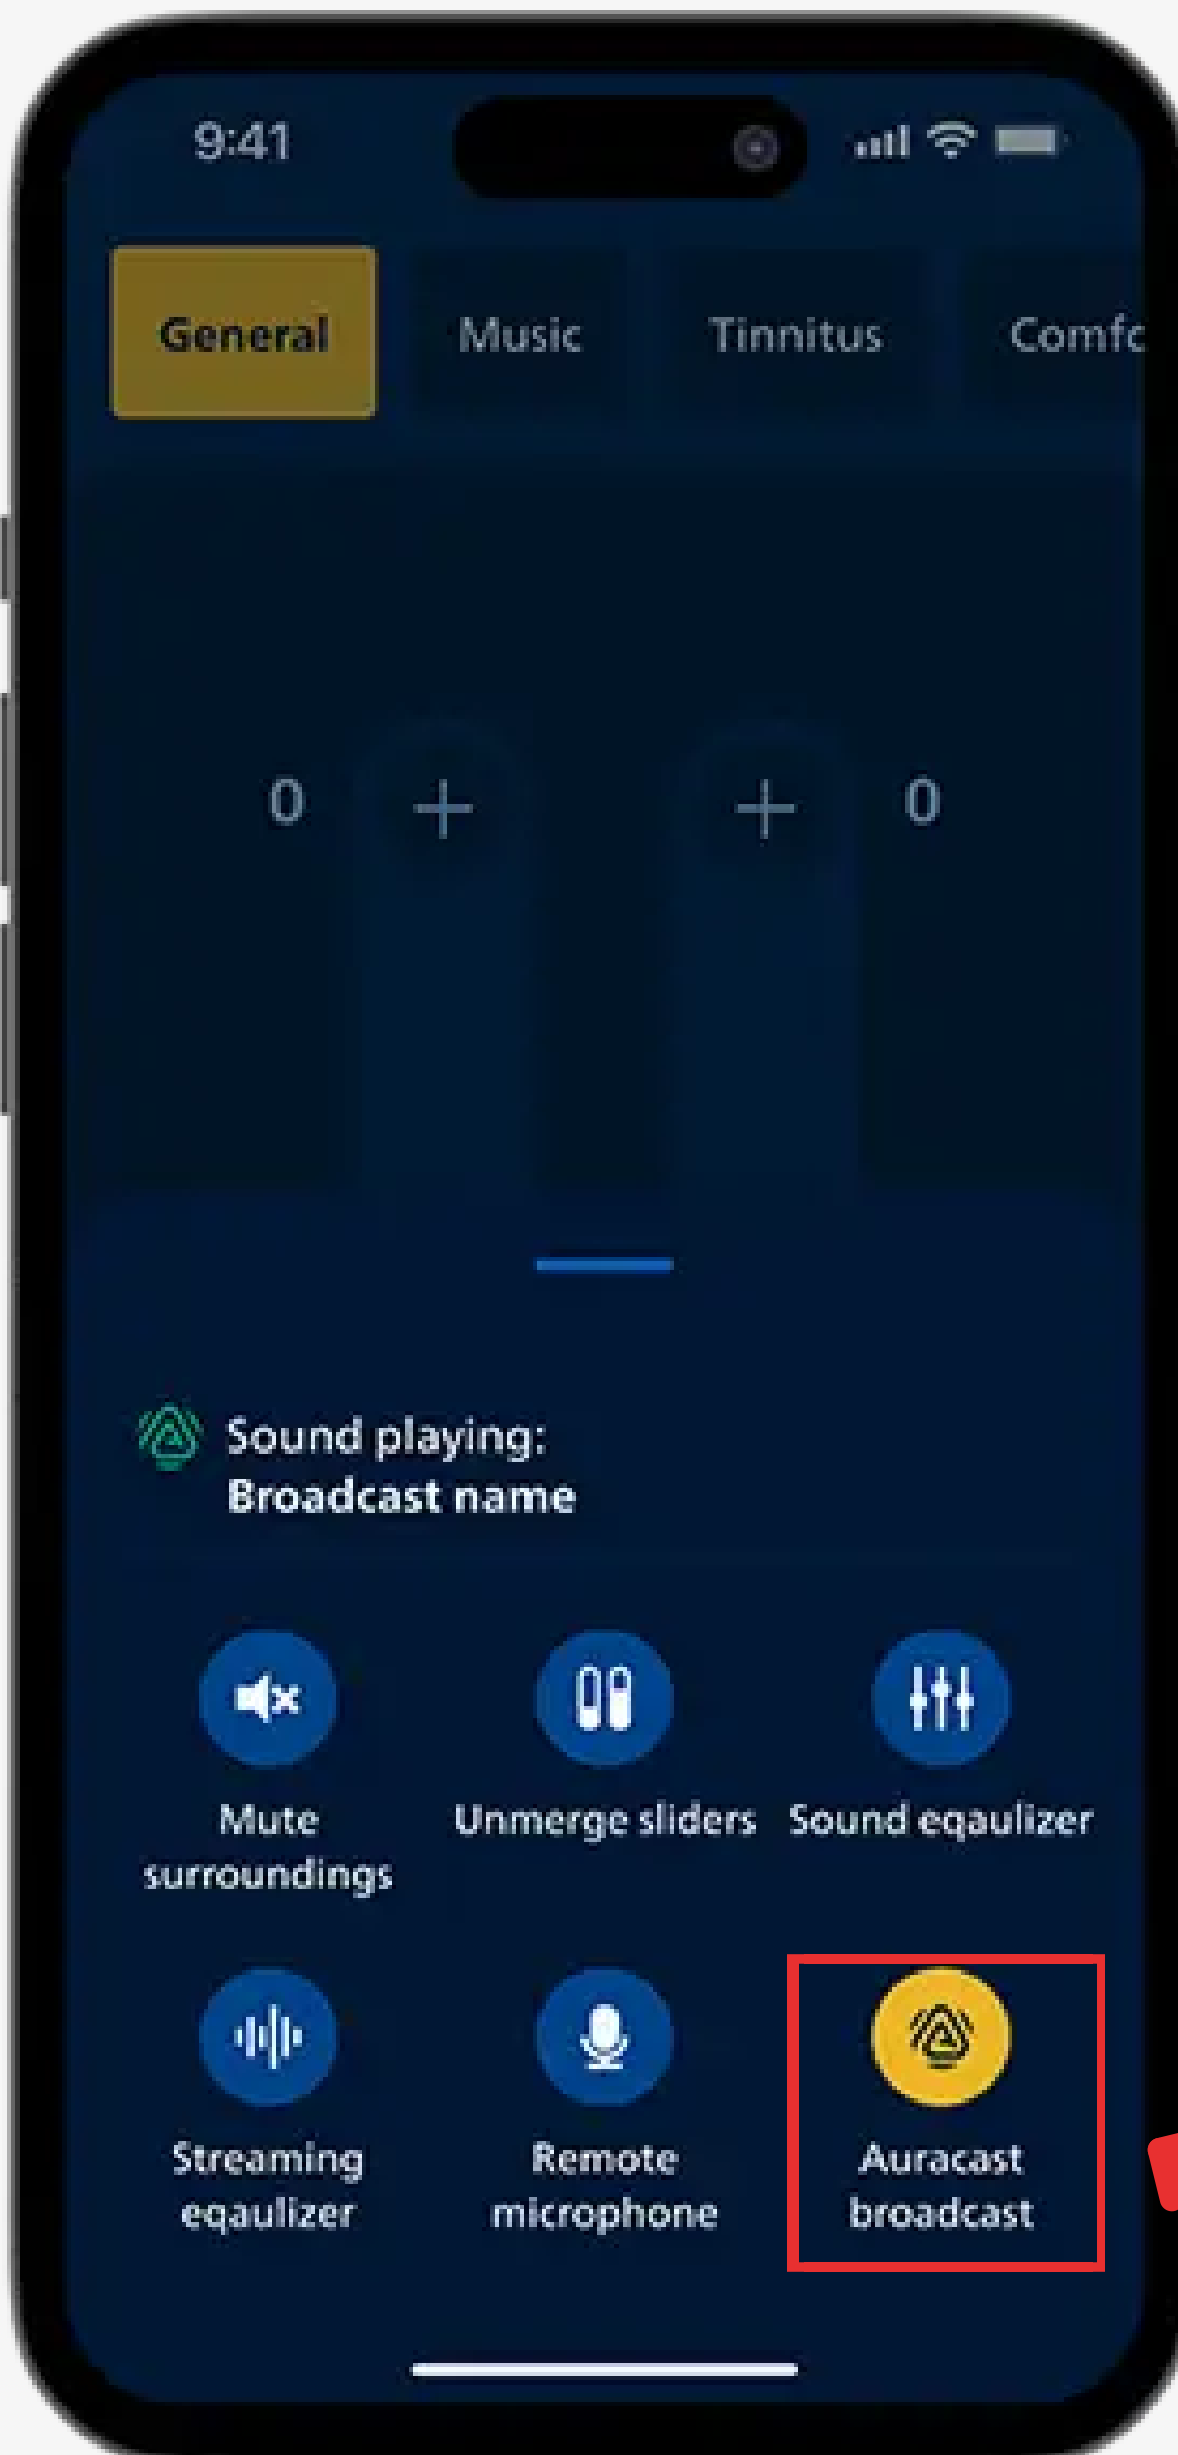 9:41
General Music Tinnitus Comfo
0 0
Sound playing:
Broadcast name
Mute
surroundings
Unmerge sliders
Sound eqaulizer
Streaming
eqaulizer
Remote
microphone
Auracast
broadcast